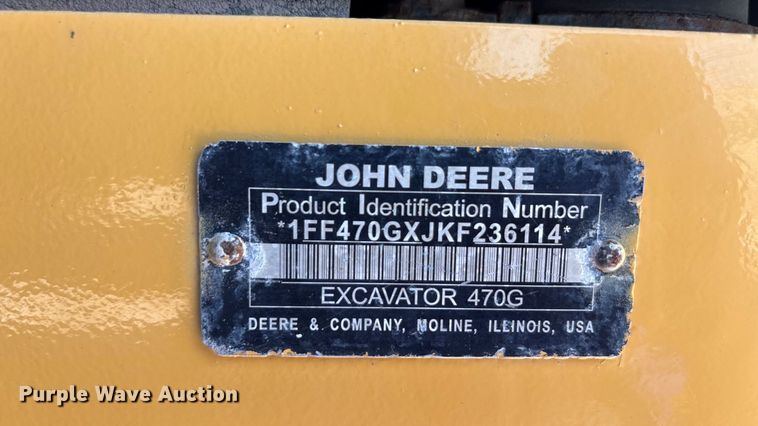 JOHN DEERE
Product Identification Number
*1FF470GXJKF236114*
EXCAVATOR 470G
DEERE & COMPANY, MOLINE, ILLINOIS, USA
Purple Wave Auction